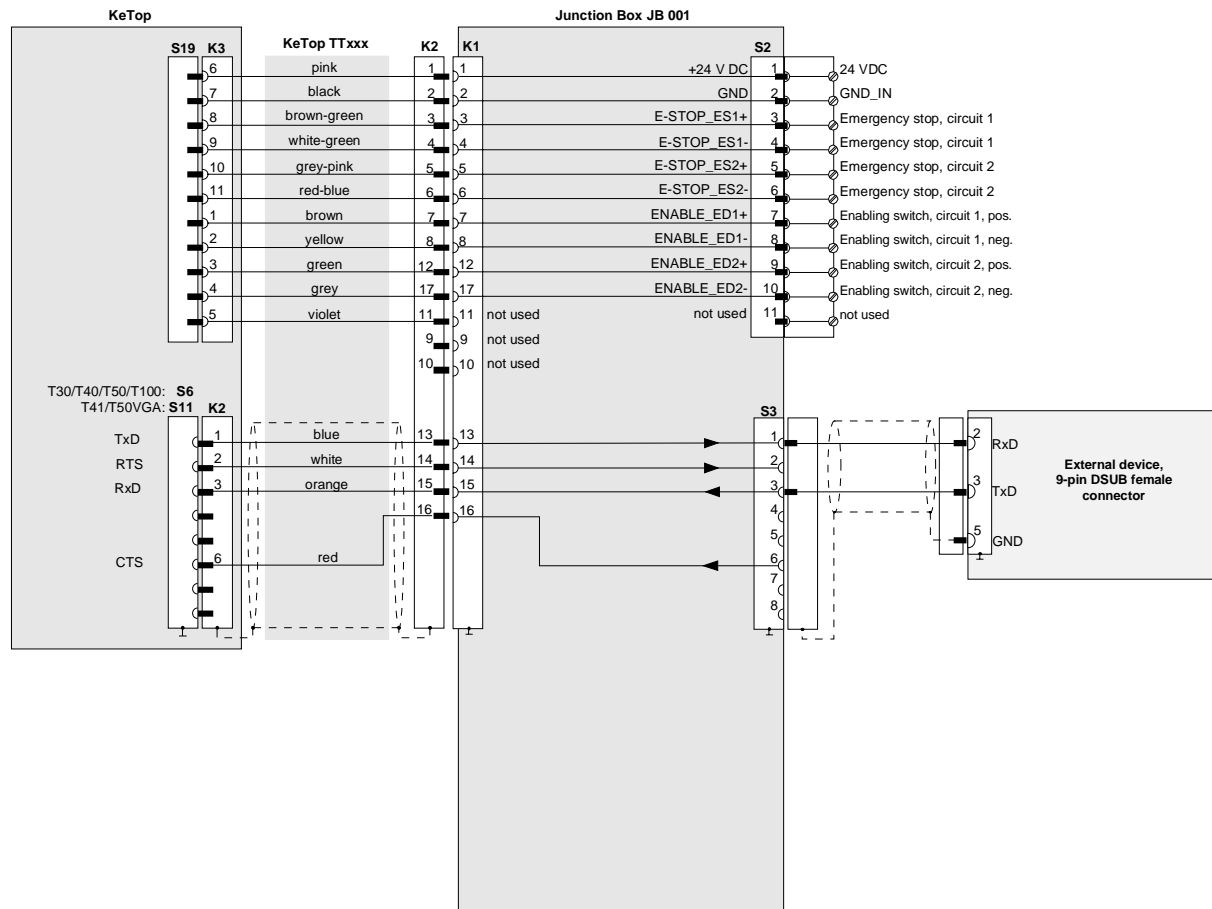 KeTop
Junction Box JB 001
S19 K3 KeTop TTxxx K2 K1 S2
6 pink 1 1 +24 V DC 1 24 VDC
7 black 2 2 GND 2 GND_IN
8 brown-green 3 3 E-STOP_ES1+ 3 Emergency stop, circuit 1
9 white-green 4 4 E-STOP_ES1- 4 Emergency stop, circuit 1
10 grey-pink 5 5 E-STOP_ES2+ 5 Emergency stop, circuit 2
11 red-blue 6 6 E-STOP_ES2- 6 Emergency stop, circuit 2
1 brown 7 7 ENABLE_ED1+ 7 Enabling switch, circuit 1, pos.
2 yellow 8 8 ENABLE_ED1- 8 Enabling switch, circuit 1, neg.
3 green 12 12 ENABLE_ED2+ 9 Enabling switch, circuit 2, pos.
4 grey 17 17 ENABLE_ED2- 10 Enabling switch, circuit 2, neg.
5 violet 11 11 not used not used 11 not used
9 9 not used
10 10 not used
T30/T40/T50/T100: S6
T41/T50VGA: S11 K2 S3
TxD 1 blue 13 13 1 2 RxD
RTS 2 white 14 14 2
RxD 3 orange 15 15 3 3 TxD
16 16 4
5 5 GND
CTS 6 red 6
7
8
External device,
9-pin DSUB female
connector